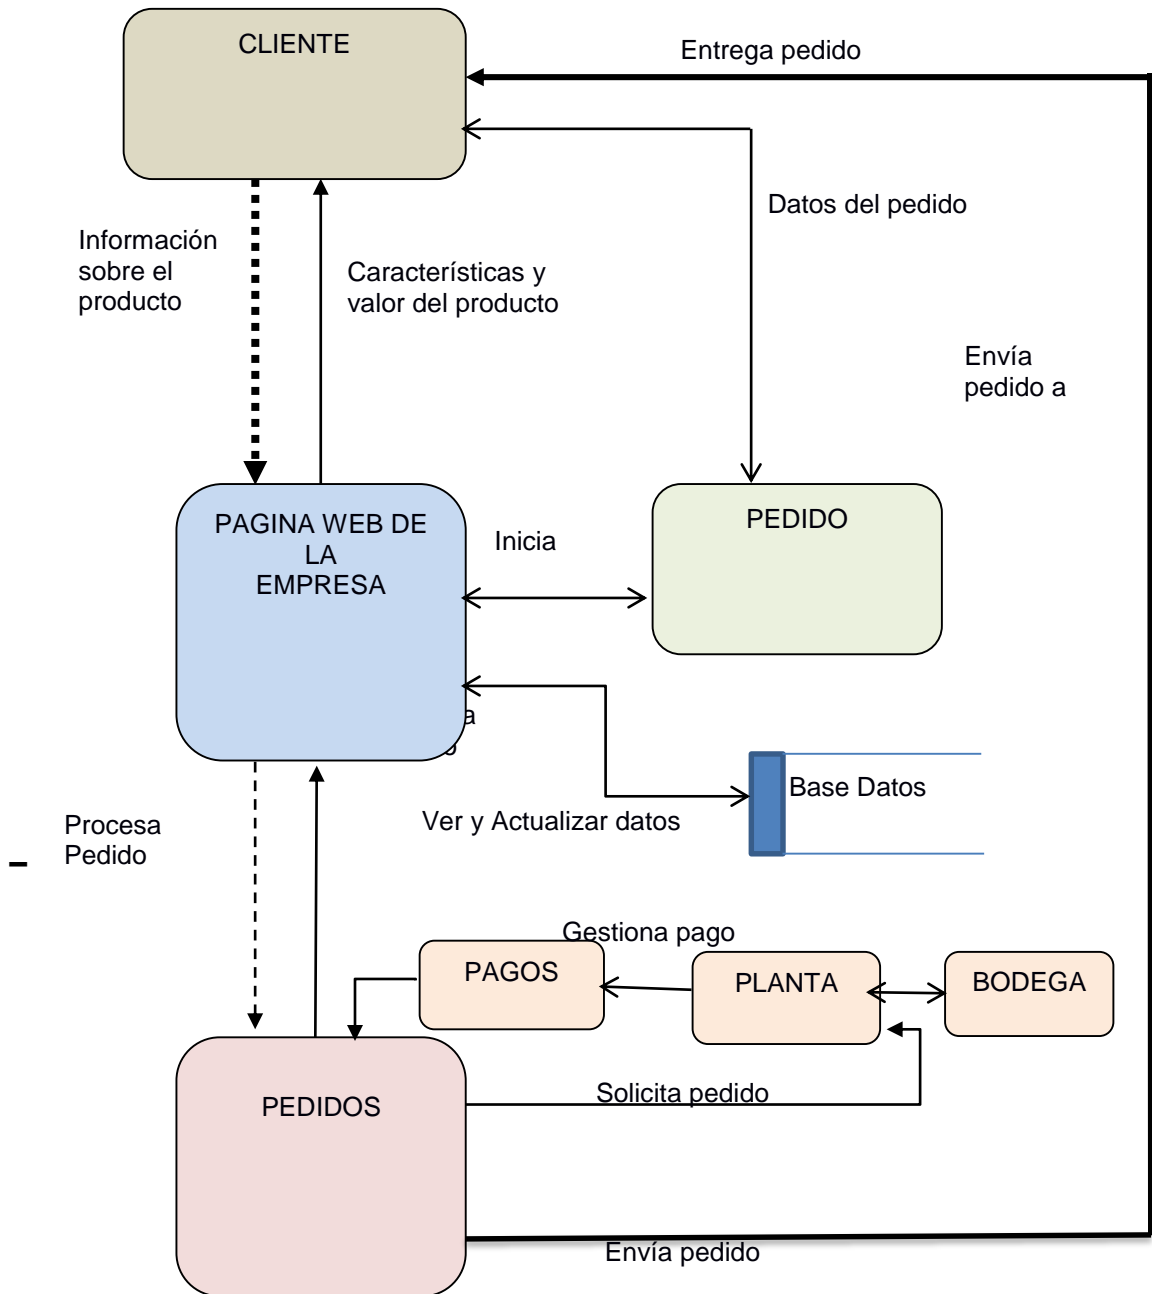 CLIENTE
Entrega pedido
Datos del pedido
Información
sobre el
producto
Característícas y
valor del producto
Envía
pedido a
PAGINA WEB DE
LA
EMPRESA
Inicia
PEDIDO
a
Base Datos
Ver y Actualizar datos
Procesa
Pedido
Gestiona pago
PAGOS
PLANTA
BODEGA
Solicita pedido
PEDIDOS
Envía pedido